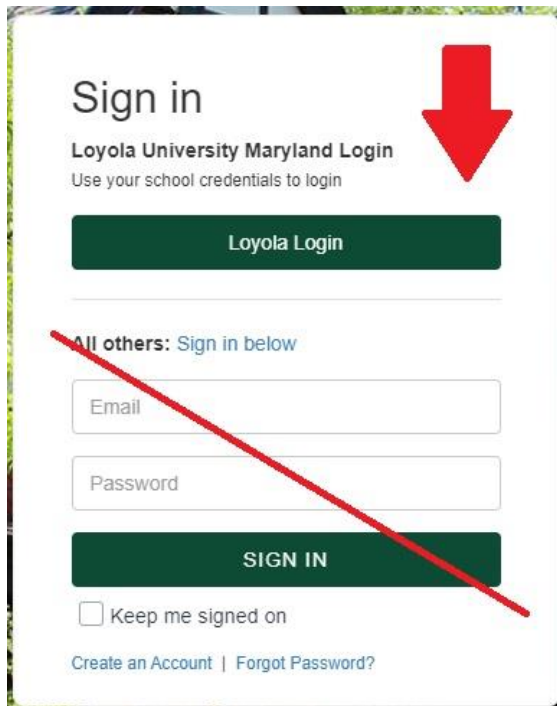 Sign in
Loyola University Maryland Login
Use your school credentials to login
Loyola Login
All others: Sign in below
Email
Password
SIGN IN
Keep me signed on
Create an Account | Forgot Password?